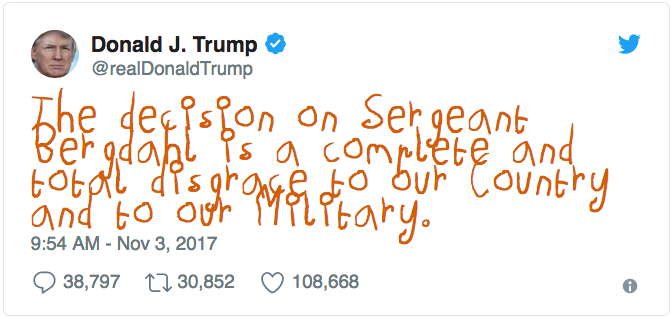 Donald J. Trump
@realDonaldTrump
The decision on Sergeant
Bergdahl is a complete and
total disgrace to our Country
and to our Military.
9:54 AM - Nov 3, 2017
38,797 30,852 108,668